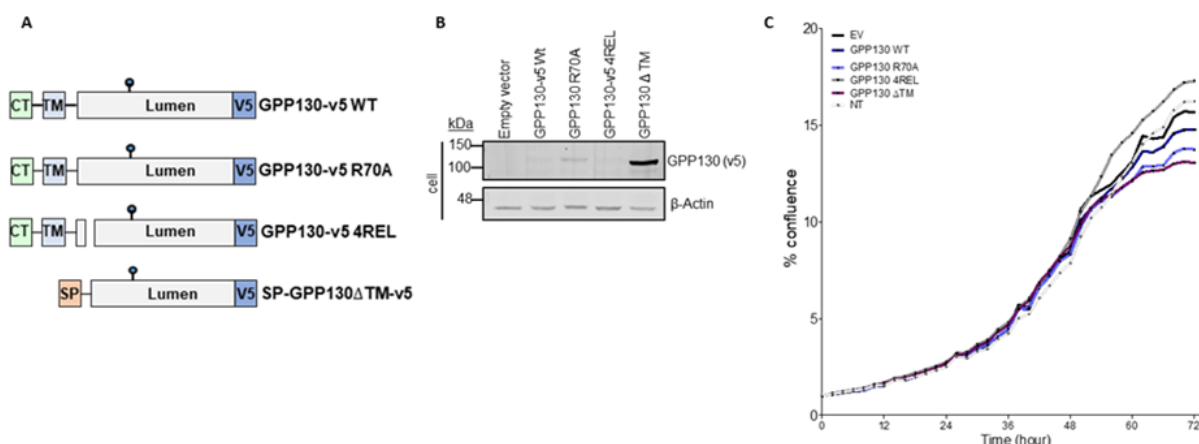 A
CT TM Lumen V5 GPP130-v5 WT
CT TM Lumen V5 GPP130-v5 R70A
CT TM Lumen V5 GPP130-v5 4REL
SP Lumen V5 SP-GPP130ΔTM-v5
B
Empty vector
GPP130-v5 Wt
GPP130 R70A
GPP130-v5 4REL
GPP130 Δ TM
kDa
150
100
GPP130 (v5)
48
β-Actin
cell
C
EV
GPP130 WT
GPP130 R70A
GPP130 4REL
GPP130 ΔTM
NT
% confluence
20
15
10
5
0
0 12 24 36 48 60 72
Time (hour)